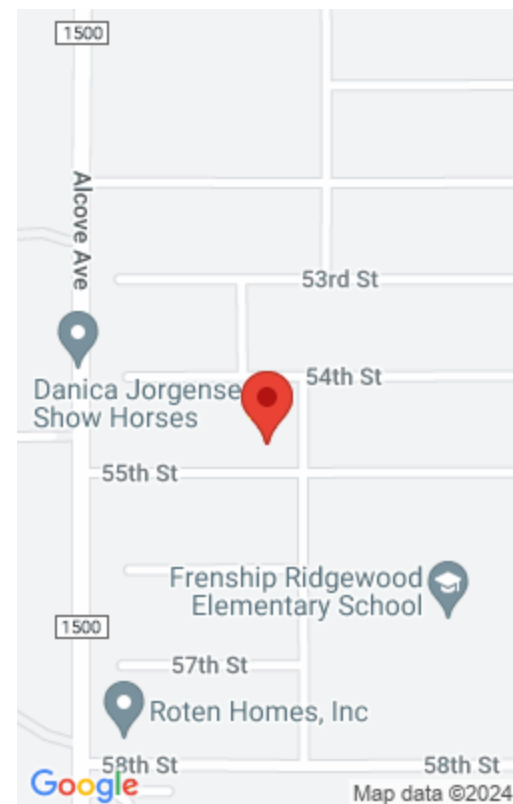 1500
Alcove Ave
53rd St
54th St
Danica Jorgense
Show Horses
55th St
Frenship Ridgewood
Elementary School
1500
57th St
Roten Homes, Inc
58th St
58th St
Google
Map data ©2024